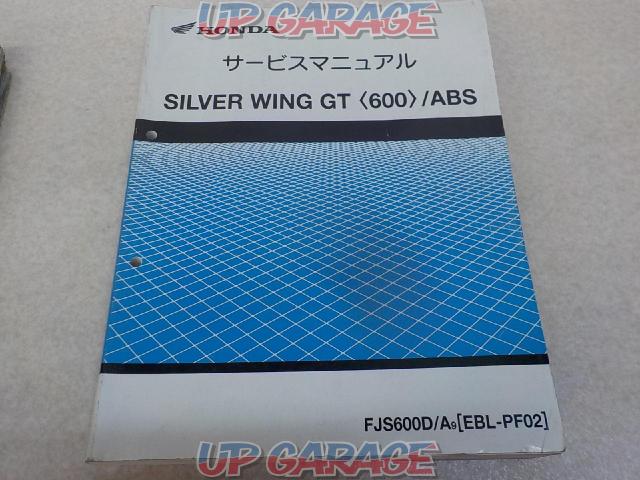 UP GARAGE
HONDA
サービスマニュアル
SILVER WING GT〈600〉/ABS
FJS600D/A9[EBL-PF02]
UP GARAGE